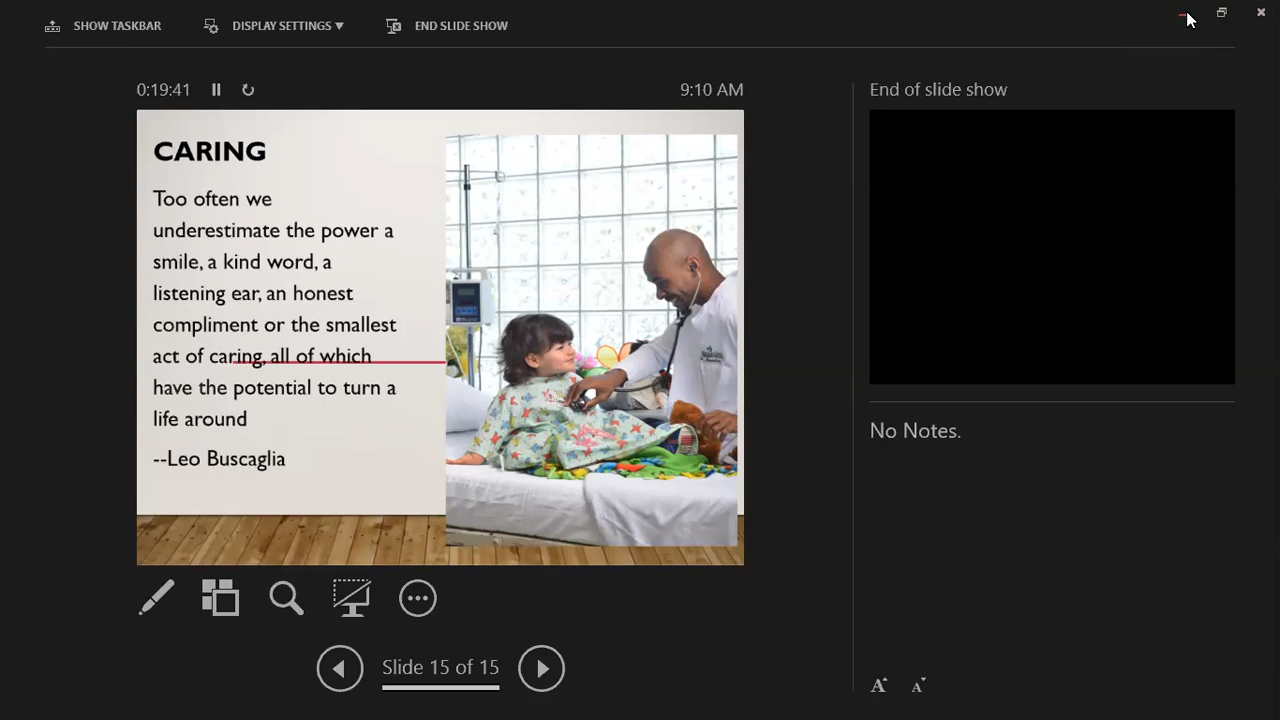 SHOW TASKBAR
DISPLAY SETTINGS
END SLIDE SHOW
0:19:41
9:10 AM
End of slide show
CARING
Too often we
underestimate the power a
smile, a kind word, a
listening ear, an honest
compliment or the smallest
act of caring, all of which
have the potential to turn a
life around
--Leo Buscaglia
No Notes.
Slide 15 of 15
A A